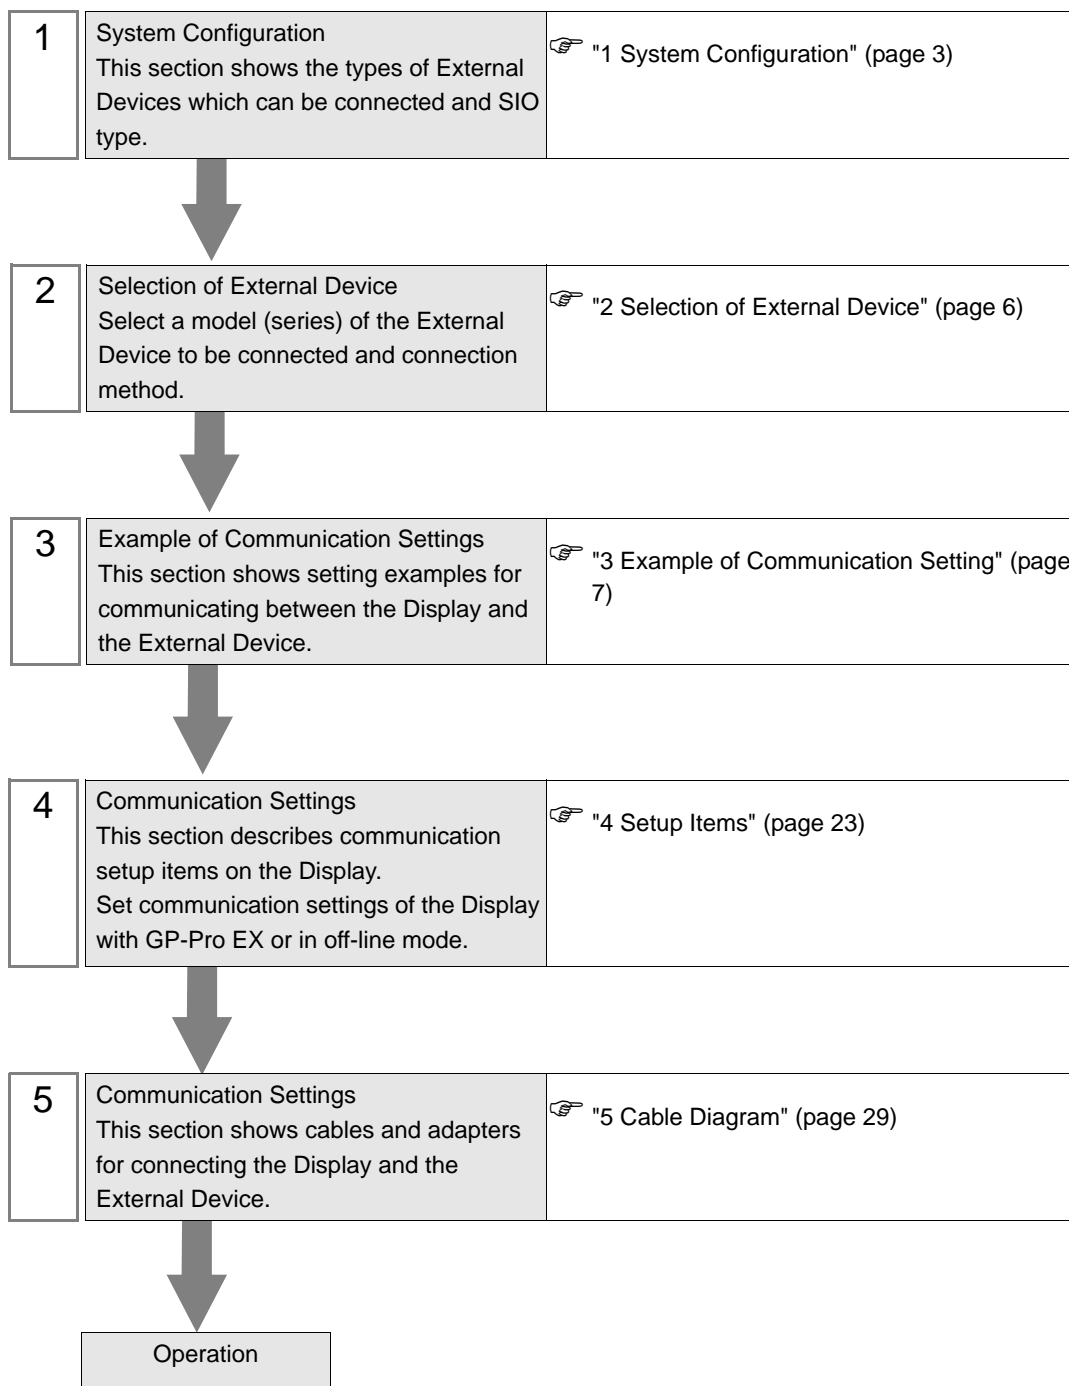 1
System Configuration
This section shows the types of External
Devices which can be connected and SIO
type.
"1 System Configuration" (page 3)
2
Selection of External Device
Select a model (series) of the External
Device to be connected and connection
method.
"2 Selection of External Device" (page 6)
3
Example of Communication Settings
This section shows setting examples for
communicating between the Display and
the External Device.
"3 Example of Communication Setting" (page
7)
4
Communication Settings
This section describes communication
setup items on the Display.
Set communication settings of the Display
with GP-Pro EX or in off-line mode.
"4 Setup Items" (page 23)
5
Communication Settings
This section shows cables and adapters
for connecting the Display and the
External Device.
"5 Cable Diagram" (page 29)
Operation